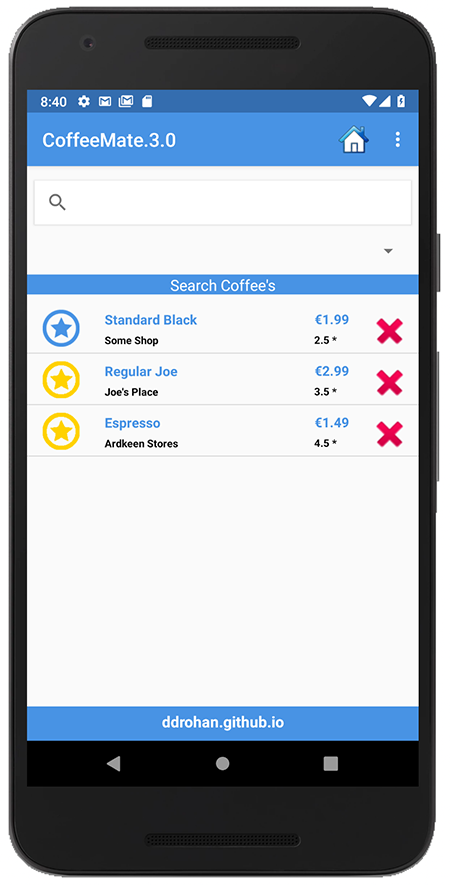 8:40
CoffeeMate.3.0
Search Coffee's
Standard Black €1.99
Some Shop 2.5 *
Regular Joe €2.99
Joe's Place 3.5 *
Espresso €1.49
Ardkeen Stores 4.5 *
ddrohan.github.io